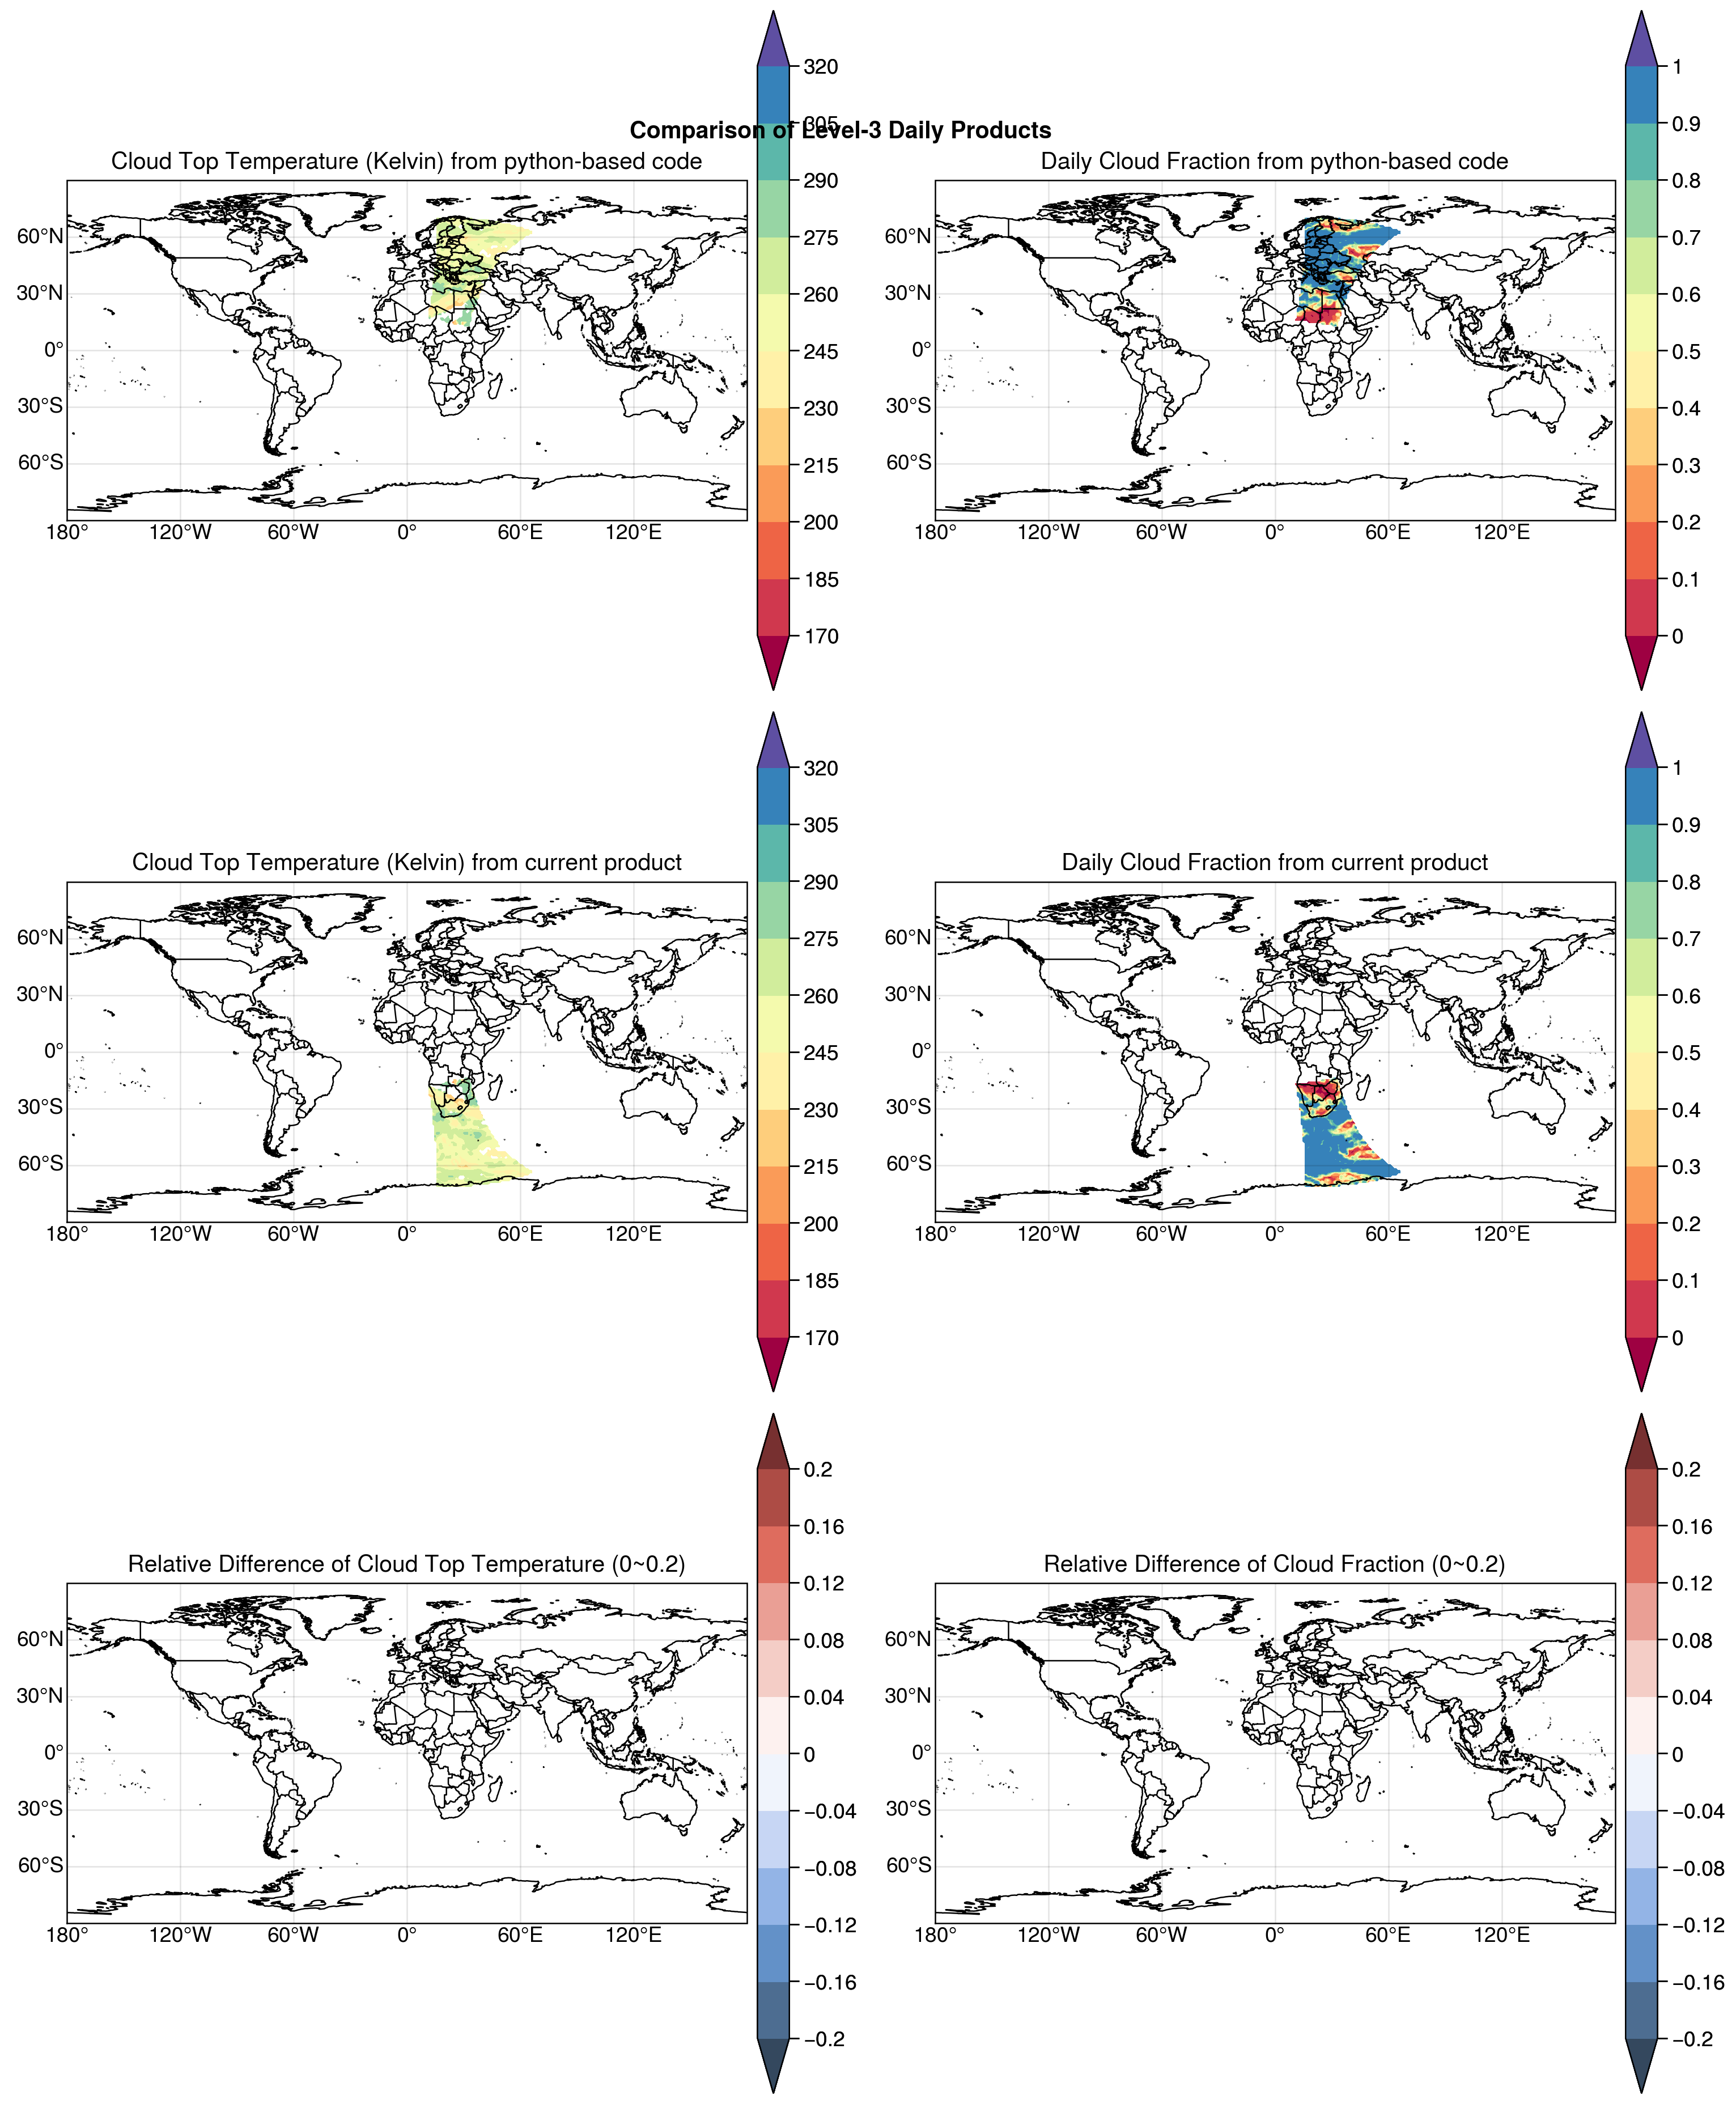 Comparison of Level-3 Daily Products
Cloud Top Temperature (Kelvin) from python-based code
60°N
30°N
0°
30°S
60°S
180° 120°W 60°W 0° 60°E 120°E
320
305
290
275
260
245
230
215
200
185
170
Daily Cloud Fraction from python-based code
60°N
30°N
0°
30°S
60°S
180° 120°W 60°W 0° 60°E 120°E
1
0.9
0.8
0.7
0.6
0.5
0.4
0.3
0.2
0.1
0
Cloud Top Temperature (Kelvin) from current product
60°N
30°N
0°
30°S
60°S
180° 120°W 60°W 0° 60°E 120°E
320
305
290
275
260
245
230
215
200
185
170
Daily Cloud Fraction from current product
60°N
30°N
0°
30°S
60°S
180° 120°W 60°W 0° 60°E 120°E
1
0.9
0.8
0.7
0.6
0.5
0.4
0.3
0.2
0.1
0
Relative Difference of Cloud Top Temperature (0~0.2)
60°N
30°N
0°
30°S
60°S
180° 120°W 60°W 0° 60°E 120°E
0.2
0.16
0.12
0.08
0.04
0
−0.04
−0.08
−0.12
−0.16
−0.2
Relative Difference of Cloud Fraction (0~0.2)
60°N
30°N
0°
30°S
60°S
180° 120°W 60°W 0° 60°E 120°E
0.2
0.16
0.12
0.08
0.04
0
−0.04
−0.08
−0.12
−0.16
−0.2